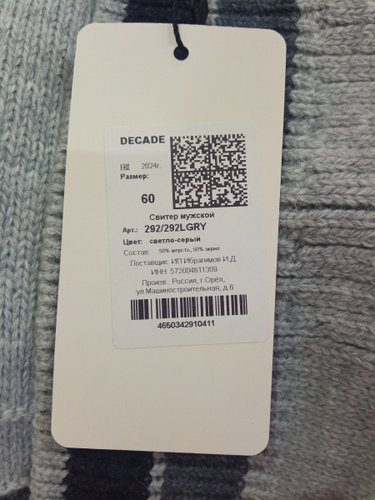 DECADE
2024г.
Размер:
60
Свитер мужской
Арт.: 292/292LGRY
Цвет: светло-серый
Состав: 50% шерсть, 50% акрил
Поставщик: ИП Ибрагимов И.Д.
ИНН: 572004811309
Произв.: Россия, г.Орёл,
ул.Машиностроительная, д.6
4650342910411